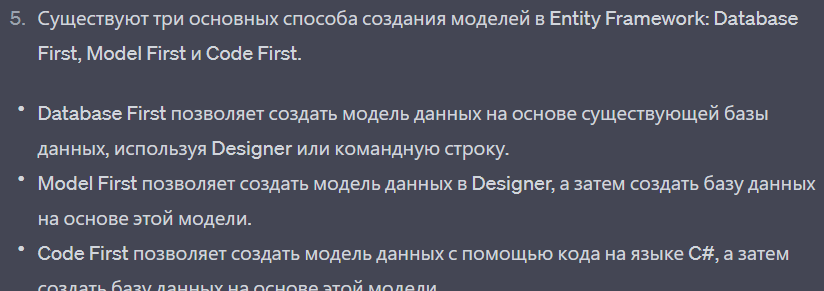 5. Существуют три основных способа создания моделей в Entity Framework: Database
First, Model First и Code First.
• Database First позволяет создать модель данных на основе существующей базы
данных, используя Designer или командную строку.
• Model First позволяет создать модель данных в Designer, а затем создать базу данных
на основе этой модели.
• Code First позволяет создать модель данных с помощью кода на языке C#, а затем
создать базу данных на основе этой модели